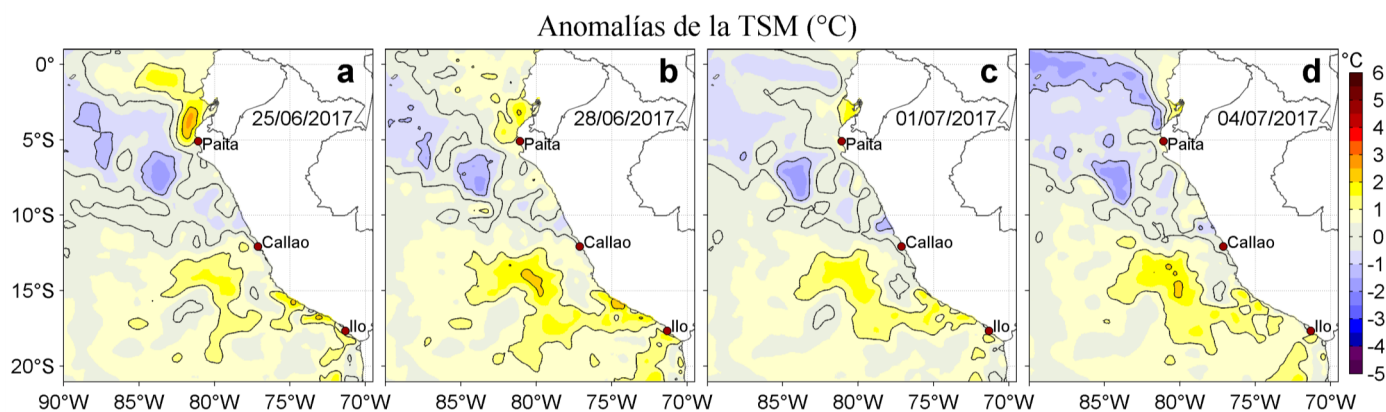 Anomalías de la TSM (°C)
a
25/06/2017
Paita
Callao
Ilo
b
28/06/2017
Paita
Callao
Ilo
c
01/07/2017
Paita
Callao
Ilo
d
04/07/2017
Paita
Callao
Ilo
0°
5°S
10°S
15°S
20°S
90°W 85°W 80°W 75°W 70°W
85°W 80°W 75°W 70°W
85°W 80°W 75°W 70°W
85°W 80°W 75°W 70°W
°C
6
5
4
3
2
1
0
-1
-2
-3
-4
-5